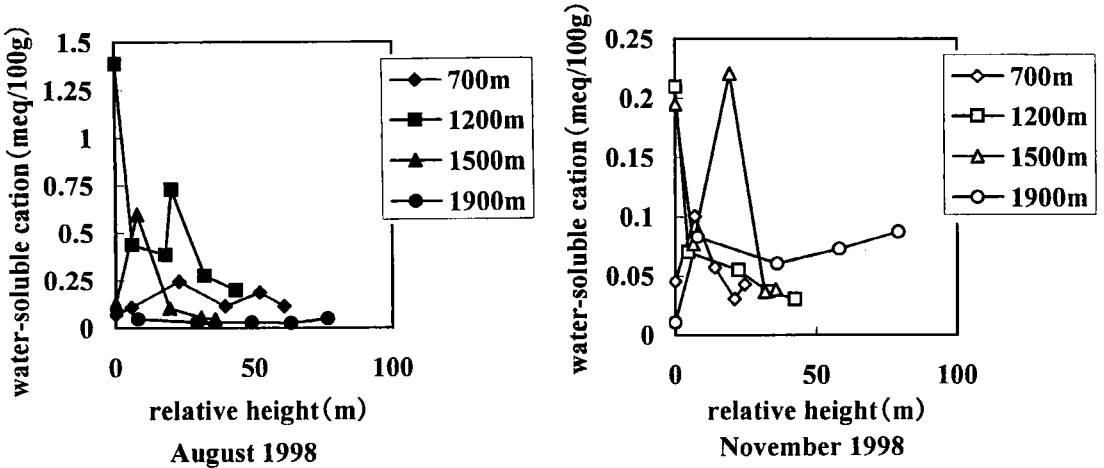 water-soluble cation (meq/100g)
1.5
1.25
1
0.75
0.5
0.25
0
0 50 100
relative height (m)
August 1998
700m
1200m
1500m
1900m
water-soluble cation (meq/100g)
0.25
0.2
0.15
0.1
0.05
0
0 50 100
relative height (m)
November 1998
700m
1200m
1500m
1900m